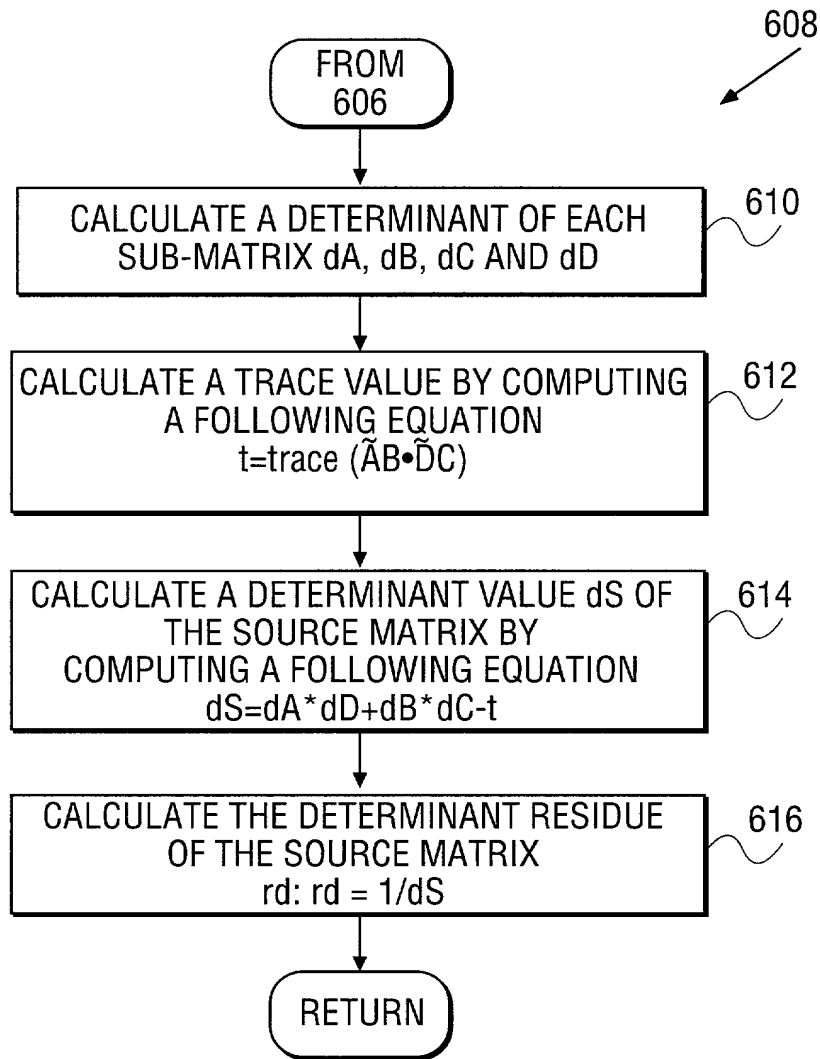 608
FROM
606
CALCULATE A DETERMINANT OF EACH
SUB-MATRIX dA, dB, dC AND dD
610
CALCULATE A TRACE VALUE BY COMPUTING
A FOLLOWING EQUATION
t=trace (ÃB•D̃C)
612
CALCULATE A DETERMINANT VALUE dS OF
THE SOURCE MATRIX BY
COMPUTING A FOLLOWING EQUATION
dS=dA*dD+dB*dC-t
614
CALCULATE THE DETERMINANT RESIDUE
OF THE SOURCE MATRIX
rd: rd = 1/dS
616
RETURN